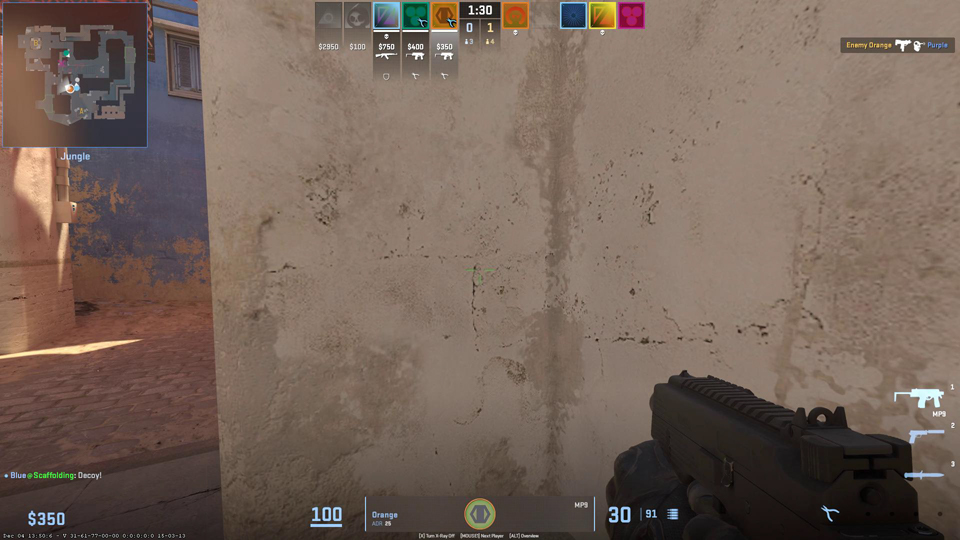 1:30
0 1
3 4
$2950 $100 $750 $400 $350
Enemy Orange Purple
Jungle
1
MP9
2
3
• Blue@Scaffolding: Decoy!
$350
100
Orange
ADR 25
MP9
30 | 91
[X] Turn X-Ray Off [MOUSE1] Next Player [ALT] Overview